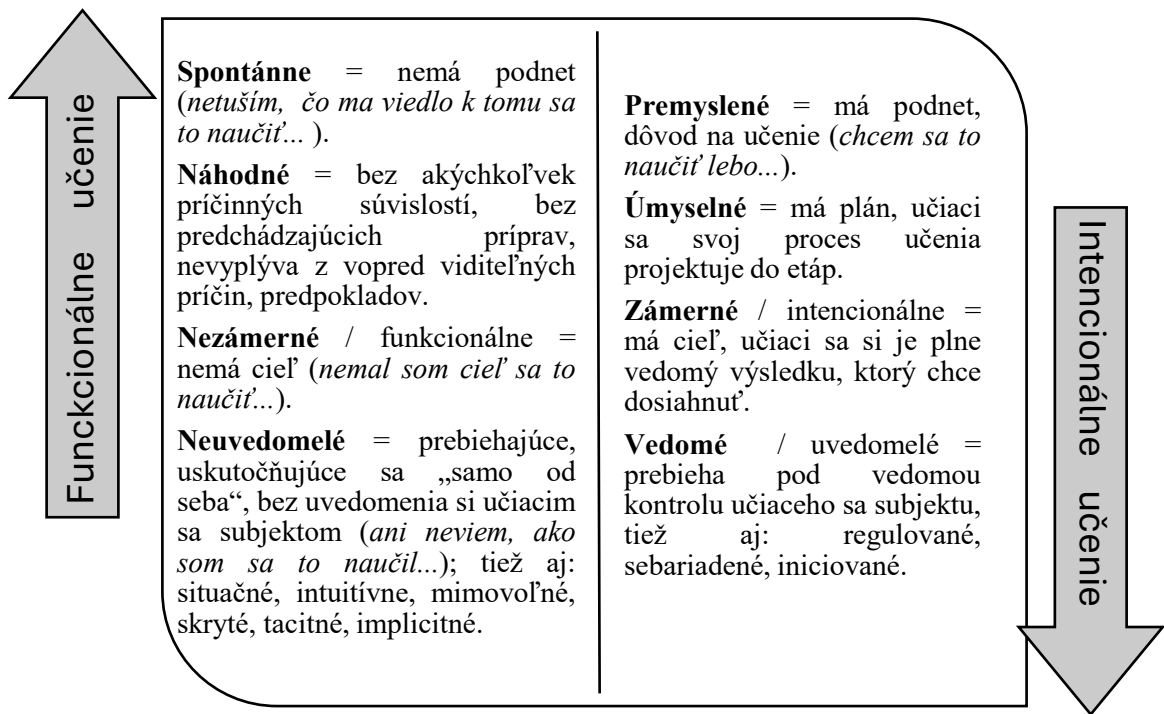 Funckcionálne učenie
Spontánne = nemá podnet
(netuším, čo ma viedlo k tomu sa
to naučiť... ).
Náhodné = bez akýchkoľvek
príčinných súvislostí, bez
predchádzajúcich príprav,
nevyplýva z vopred viditeľných
príčin, predpokladov.
Nezámerné / funkcionálne =
nemá cieľ (nemal som cieľ sa to
naučiť...).
Neuvedomelé = prebiehajúce,
uskutočňujúce sa „samo od
seba“, bez uvedomenia si učiacim
sa subjektom (ani neviem, ako
som sa to naučil...); tiež aj:
situačné, intuitívne, mimovoľné,
skryté, tacitné, implicitné.
Premyslené = má podnet,
dôvod na učenie (chcem sa to
naučiť lebo...).
Úmyselné = má plán, učiaci
sa svoj proces učenia
projektuje do etáp.
Zámerné / intencionálne =
má cieľ, učiaci sa si je plne
vedomý výsledku, ktorý chce
dosiahnuť.
Vedomé / uvedomelé =
prebieha pod vedomou
kontrolu učiaceho sa subjektu,
tiež aj: regulované,
sebariadené, iniciované.
Intencionálne učenie